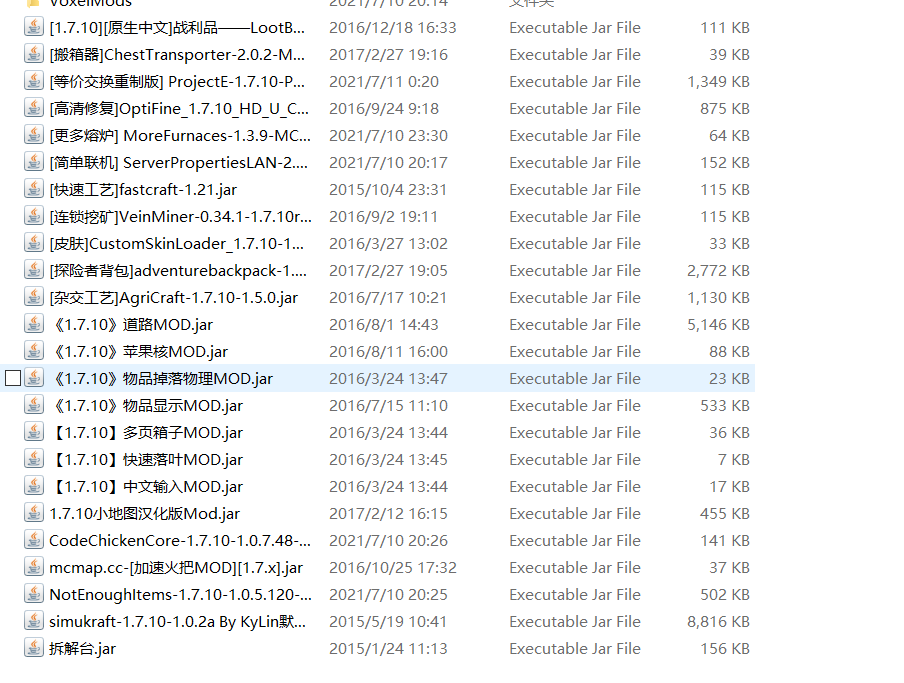 VoxelMods 2021/7/10 20:14 文件夹
[1.7.10][原生中文]战利品——LootB... 2016/12/18 16:33 Executable Jar File 111 KB
[搬箱器]ChestTransporter-2.0.2-M... 2017/2/27 19:16 Executable Jar File 39 KB
[等价交换重制版] ProjectE-1.7.10-P... 2021/7/11 0:20 Executable Jar File 1,349 KB
[高清修复]OptiFine_1.7.10_HD_U_C... 2016/9/24 9:18 Executable Jar File 875 KB
[更多熔炉] MoreFurnaces-1.3.9-MC... 2021/7/10 23:30 Executable Jar File 64 KB
[简单联机] ServerPropertiesLAN-2.... 2021/7/10 20:17 Executable Jar File 152 KB
[快速工艺]fastcraft-1.21.jar 2015/10/4 23:31 Executable Jar File 115 KB
[连锁挖矿]VeinMiner-0.34.1-1.7.10r... 2016/9/2 19:11 Executable Jar File 115 KB
[皮肤]CustomSkinLoader_1.7.10-1... 2016/3/27 13:02 Executable Jar File 33 KB
[探险者背包]adventurebackpack-1.... 2017/2/27 19:05 Executable Jar File 2,772 KB
[杂交工艺]AgriCraft-1.7.10-1.5.0.jar 2016/7/17 10:21 Executable Jar File 1,130 KB
《1.7.10》道路MOD.jar 2016/8/1 14:43 Executable Jar File 5,146 KB
《1.7.10》苹果核MOD.jar 2016/8/11 16:00 Executable Jar File 88 KB
《1.7.10》物品掉落物理MOD.jar 2016/3/24 13:47 Executable Jar File 23 KB
《1.7.10》物品显示MOD.jar 2016/7/15 11:10 Executable Jar File 533 KB
【1.7.10】多页箱子MOD.jar 2016/3/24 13:44 Executable Jar File 36 KB
【1.7.10】快速落叶MOD.jar 2016/3/24 13:45 Executable Jar File 7 KB
【1.7.10】中文输入MOD.jar 2016/3/24 13:44 Executable Jar File 17 KB
1.7.10小地图汉化版Mod.jar 2017/2/12 16:15 Executable Jar File 455 KB
CodeChickenCore-1.7.10-1.0.7.48-... 2021/7/10 20:26 Executable Jar File 141 KB
mcmap.cc-[加速火把MOD][1.7.x].jar 2016/10/25 17:32 Executable Jar File 37 KB
NotEnoughItems-1.7.10-1.0.5.120-... 2021/7/10 20:25 Executable Jar File 502 KB
simukraft-1.7.10-1.0.2a By KyLin默... 2015/5/19 10:41 Executable Jar File 8,816 KB
拆解台.jar 2015/1/24 11:13 Executable Jar File 156 KB